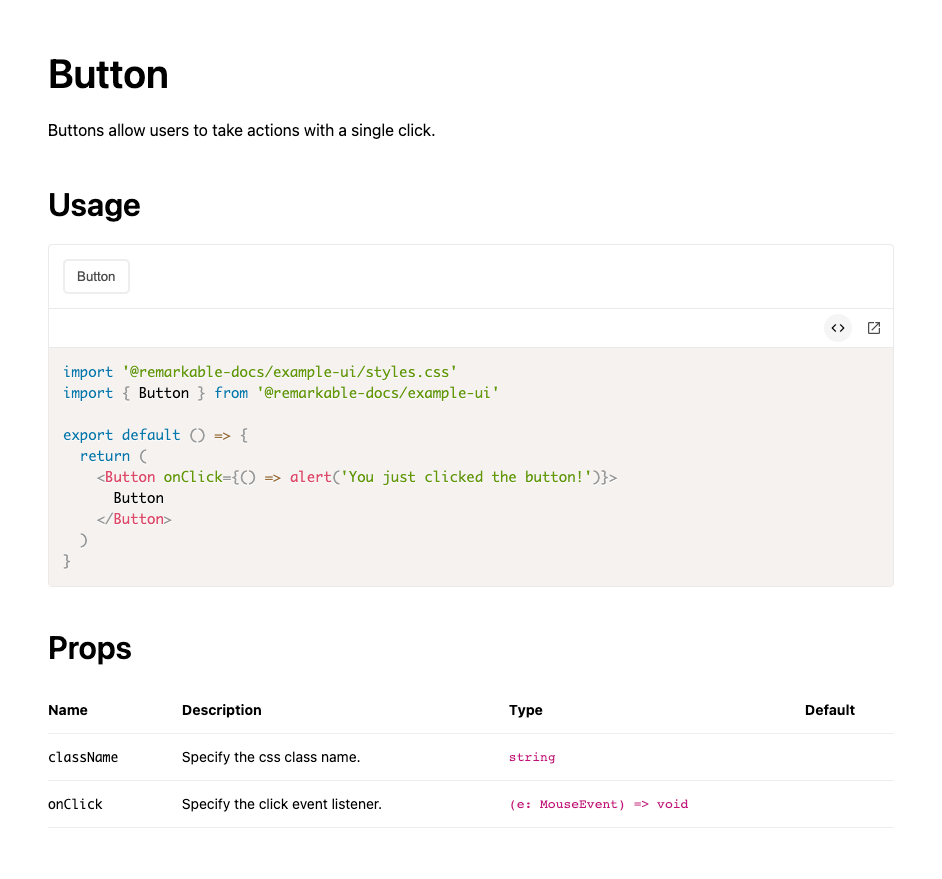 Button
Buttons allow users to take actions with a single click.
Usage
Button
import '@remarkable-docs/example-ui/styles.css'
import { Button } from '@remarkable-docs/example-ui'
export default () => {
  return (
    <Button onClick={() => alert('You just clicked the button!')}>
      Button
    </Button>
  )
}
Props
Name Description Type Default
className Specify the css class name. string
onClick Specify the click event listener. (e: MouseEvent) => void